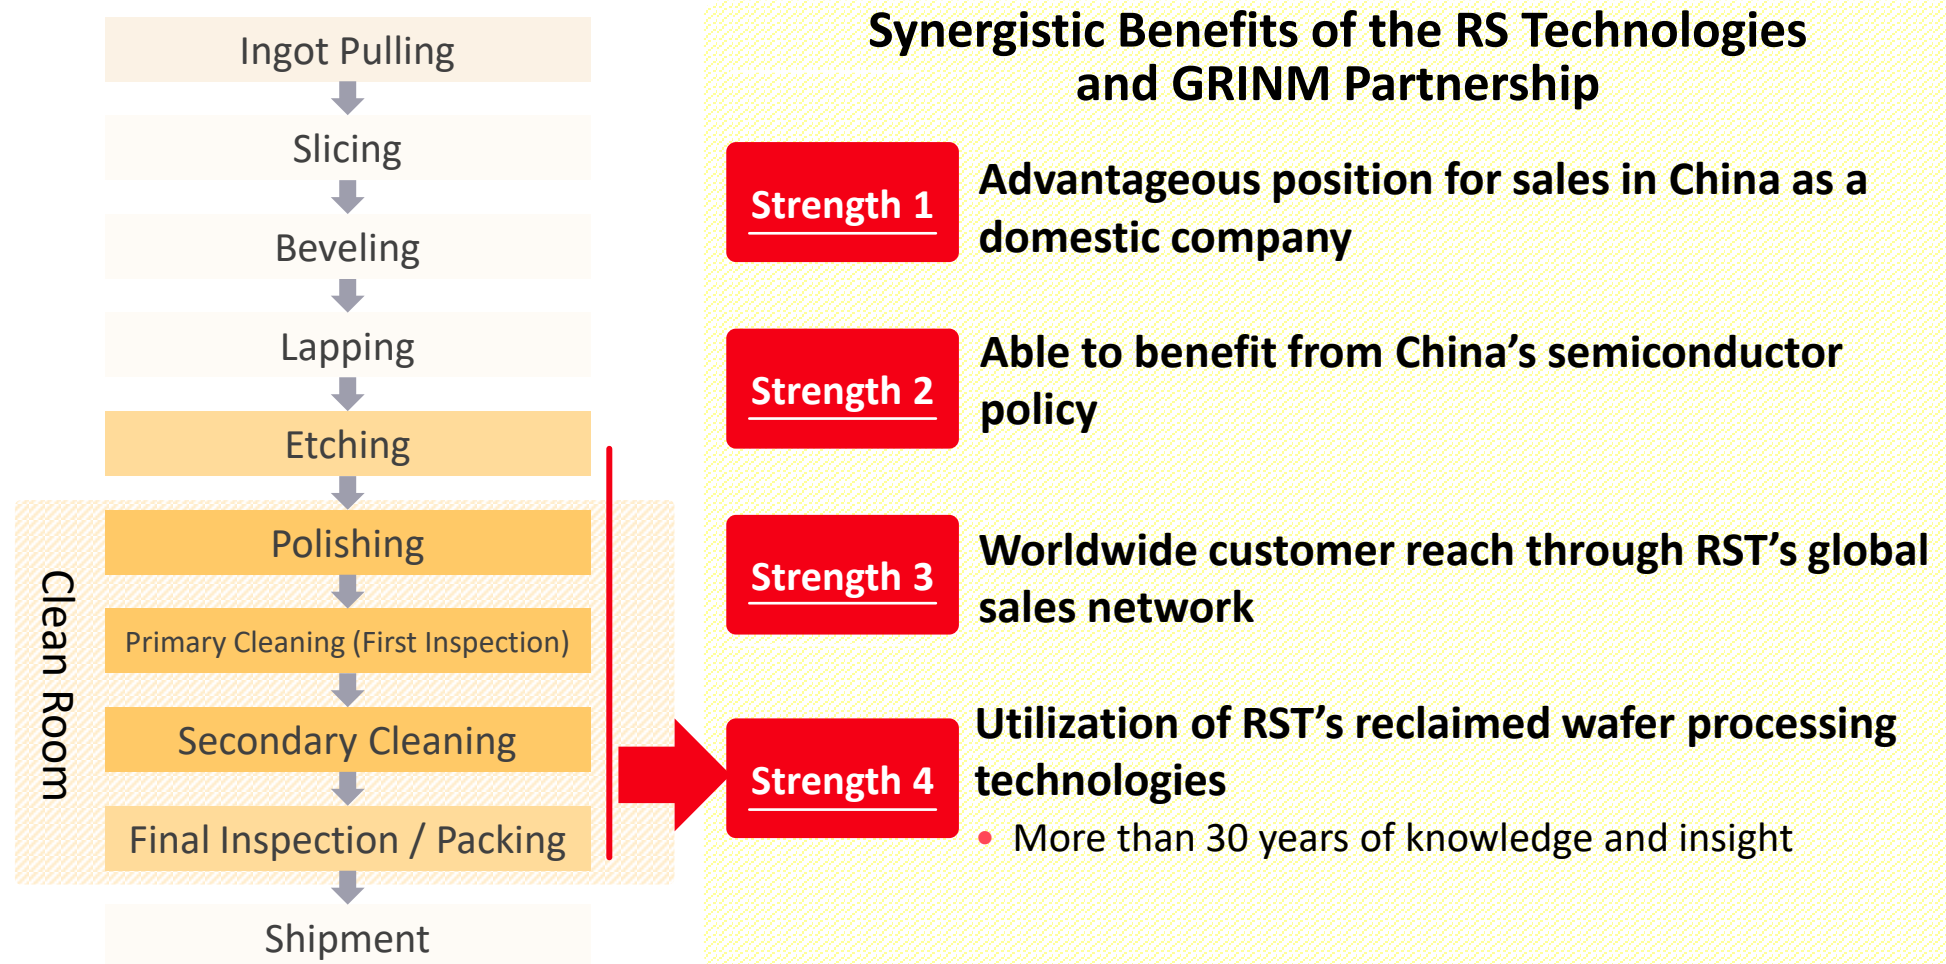 Ingot Pulling
Slicing
Beveling
Lapping
Etching
Polishing
Primary Cleaning (First Inspection)
Secondary Cleaning
Final Inspection / Packing
Shipment
Clean Room
Synergistic Benefits of the RS Technologies
and GRINM Partnership
Strength 1
Advantageous position for sales in China as a
domestic company
Strength 2
Able to benefit from China’s semiconductor
policy
Strength 3
Worldwide customer reach through RST’s global
sales network
Strength 4
Utilization of RST’s reclaimed wafer processing
technologies
• More than 30 years of knowledge and insight